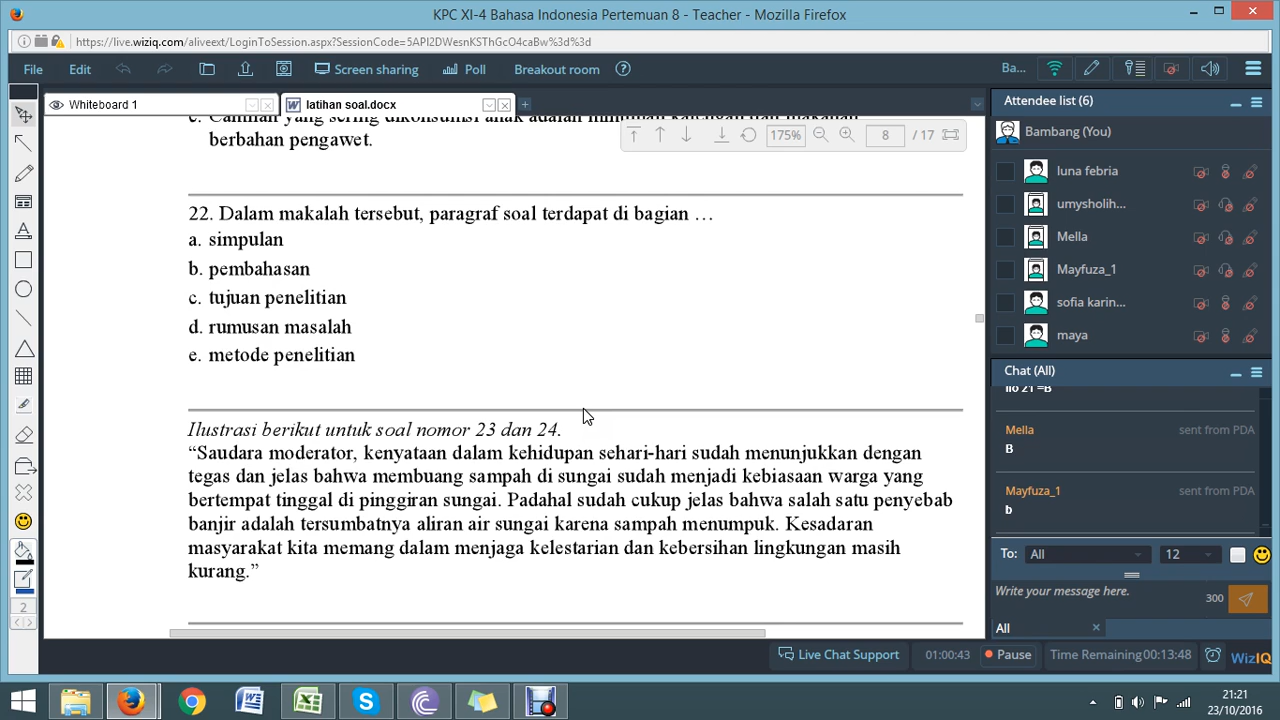 KPC XI-4 Bahasa Indonesia Pertemuan 8 - Teacher - Mozilla Firefox
https://live.wiziq.com/aliveext/LoginToSession.aspx?SessionCode=5API2DWesnKSThGcO4caBw%3d%3d
File Edit Screen sharing Poll Breakout room Ba...
Whiteboard 1 latihan soal.docx
175% 8 / 17
berbahan pengawet.
22. Dalam makalah tersebut, paragraf soal terdapat di bagian …
a. simpulan
b. pembahasan
c. tujuan penelitian
d. rumusan masalah
e. metode penelitian
Ilustrasi berikut untuk soal nomor 23 dan 24.
“Saudara moderator, kenyataan dalam kehidupan sehari-hari sudah menunjukkan dengan
tegas dan jelas bahwa membuang sampah di sungai sudah menjadi kebiasaan warga yang
bertempat tinggal di pinggiran sungai. Padahal sudah cukup jelas bahwa salah satu penyebab
banjir adalah tersumbatnya aliran air sungai karena sampah menumpuk. Kesadaran
masyarakat kita memang dalam menjaga kelestarian dan kebersihan lingkungan masih
kurang.”
2
Attendee list (6)
Bambang (You)
luna febria
umysholih...
Mella
Mayfuza_1
sofia karin...
maya
Chat (All)
no 21 =B
Mella sent from PDA
B
Mayfuza_1 sent from PDA
b
To: All 12
Write your message here. 300
All
Live Chat Support 01:00:43 Pause Time Remaining00:13:48 WizIQ
21:21
23/10/2016